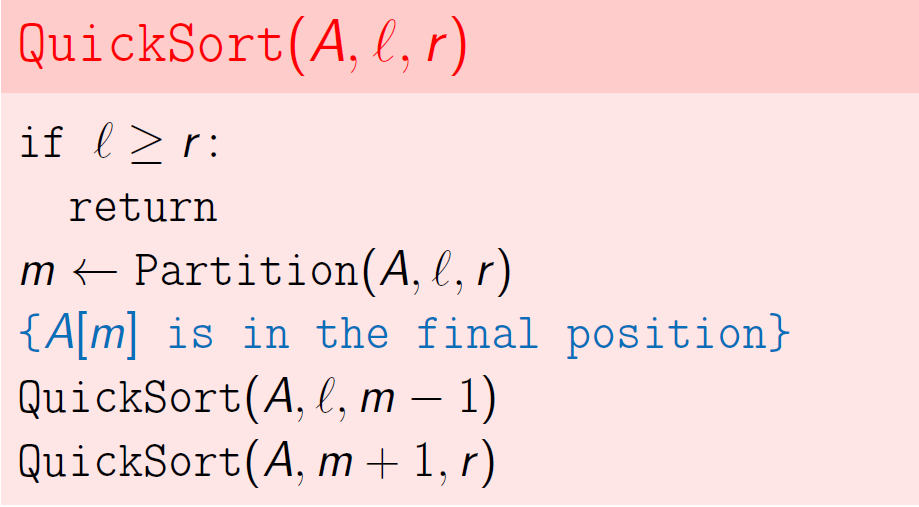 QuickSort(A, ℓ, r)
if ℓ ≥ r:
return
m ← Partition(A, ℓ, r)
{A[m] is in the final position}
QuickSort(A, ℓ, m − 1)
QuickSort(A, m + 1, r)